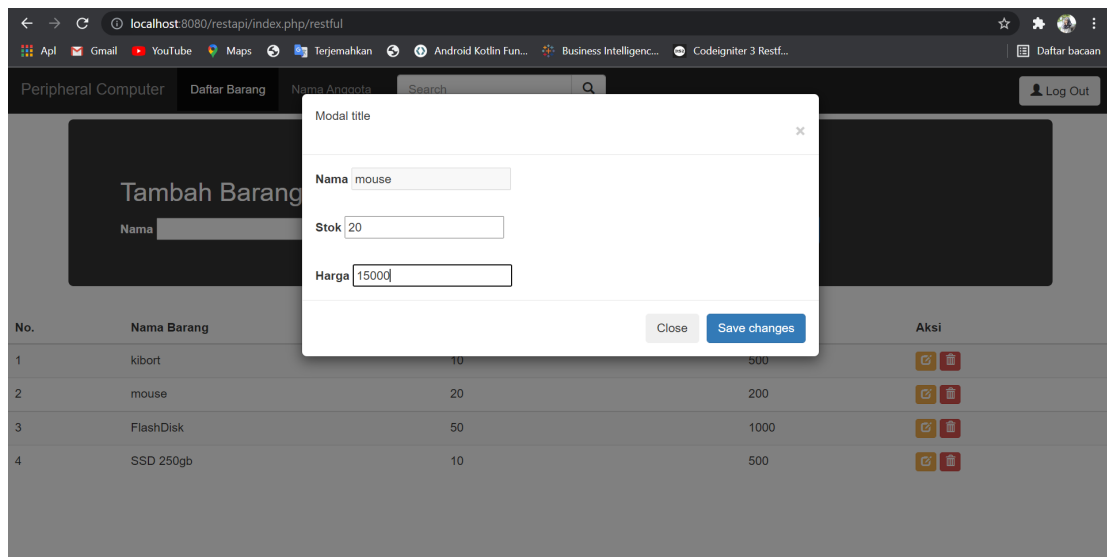 localhost:8080/restapi/index.php/restful
Apl Gmail YouTube Maps Terjemahkan Android Kotlin Fun... Business Intelligenc... Codeigniter 3 Restf... Daftar bacaan
Peripheral Computer Daftar Barang Nama Anggota Search Log Out
Modal title
×
Tambah Barang
Nama
Nama mouse
Stok 20
Harga 15000
Close Save changes
No. Nama Barang Aksi
1 kibort 10 500
2 mouse 20 200
3 FlashDisk 50 1000
4 SSD 250gb 10 500